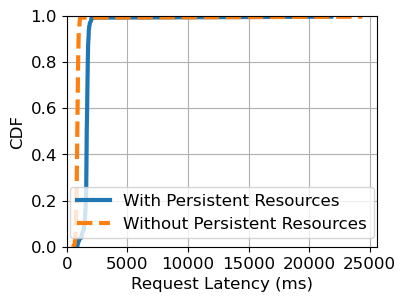 1.0
0.8
0.6
0.4
0.2
0.0
CDF
With Persistent Resources
Without Persistent Resources
0 5000 10000 15000 20000 25000
Request Latency (ms)